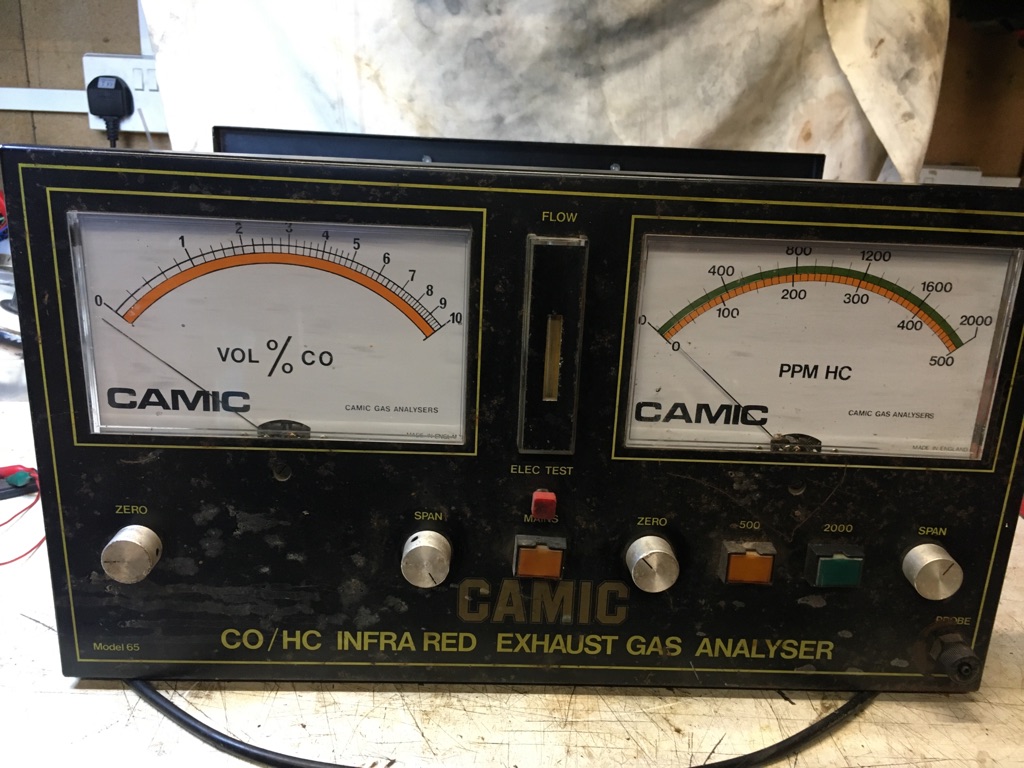 FLOW
0 1 2 3 4 5 6 7 8 9 10
VOL % CO
CAMIC
CAMIC GAS ANALYSERS
MADE IN ENGLAND
0 400 800 1200 1600 2000
0 100 200 300 400 500
PPM HC
CAMIC
CAMIC GAS ANALYSERS
MADE IN ENGLAND
ELEC TEST
ZERO
SPAN
MAINS
ZERO
500
2000
SPAN
CAMIC
PROBE
Model 65
CO/HC INFRA RED EXHAUST GAS ANALYSER